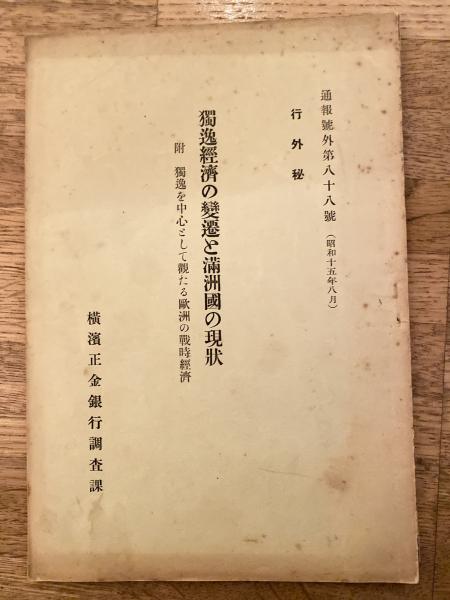 通報號外第八十八號（昭和十五年八月）
行外秘
獨逸經濟の變遷と滿洲國の現狀
附　獨逸を中心として觀たる歐洲の戰時經濟
橫濱正金銀行調査課